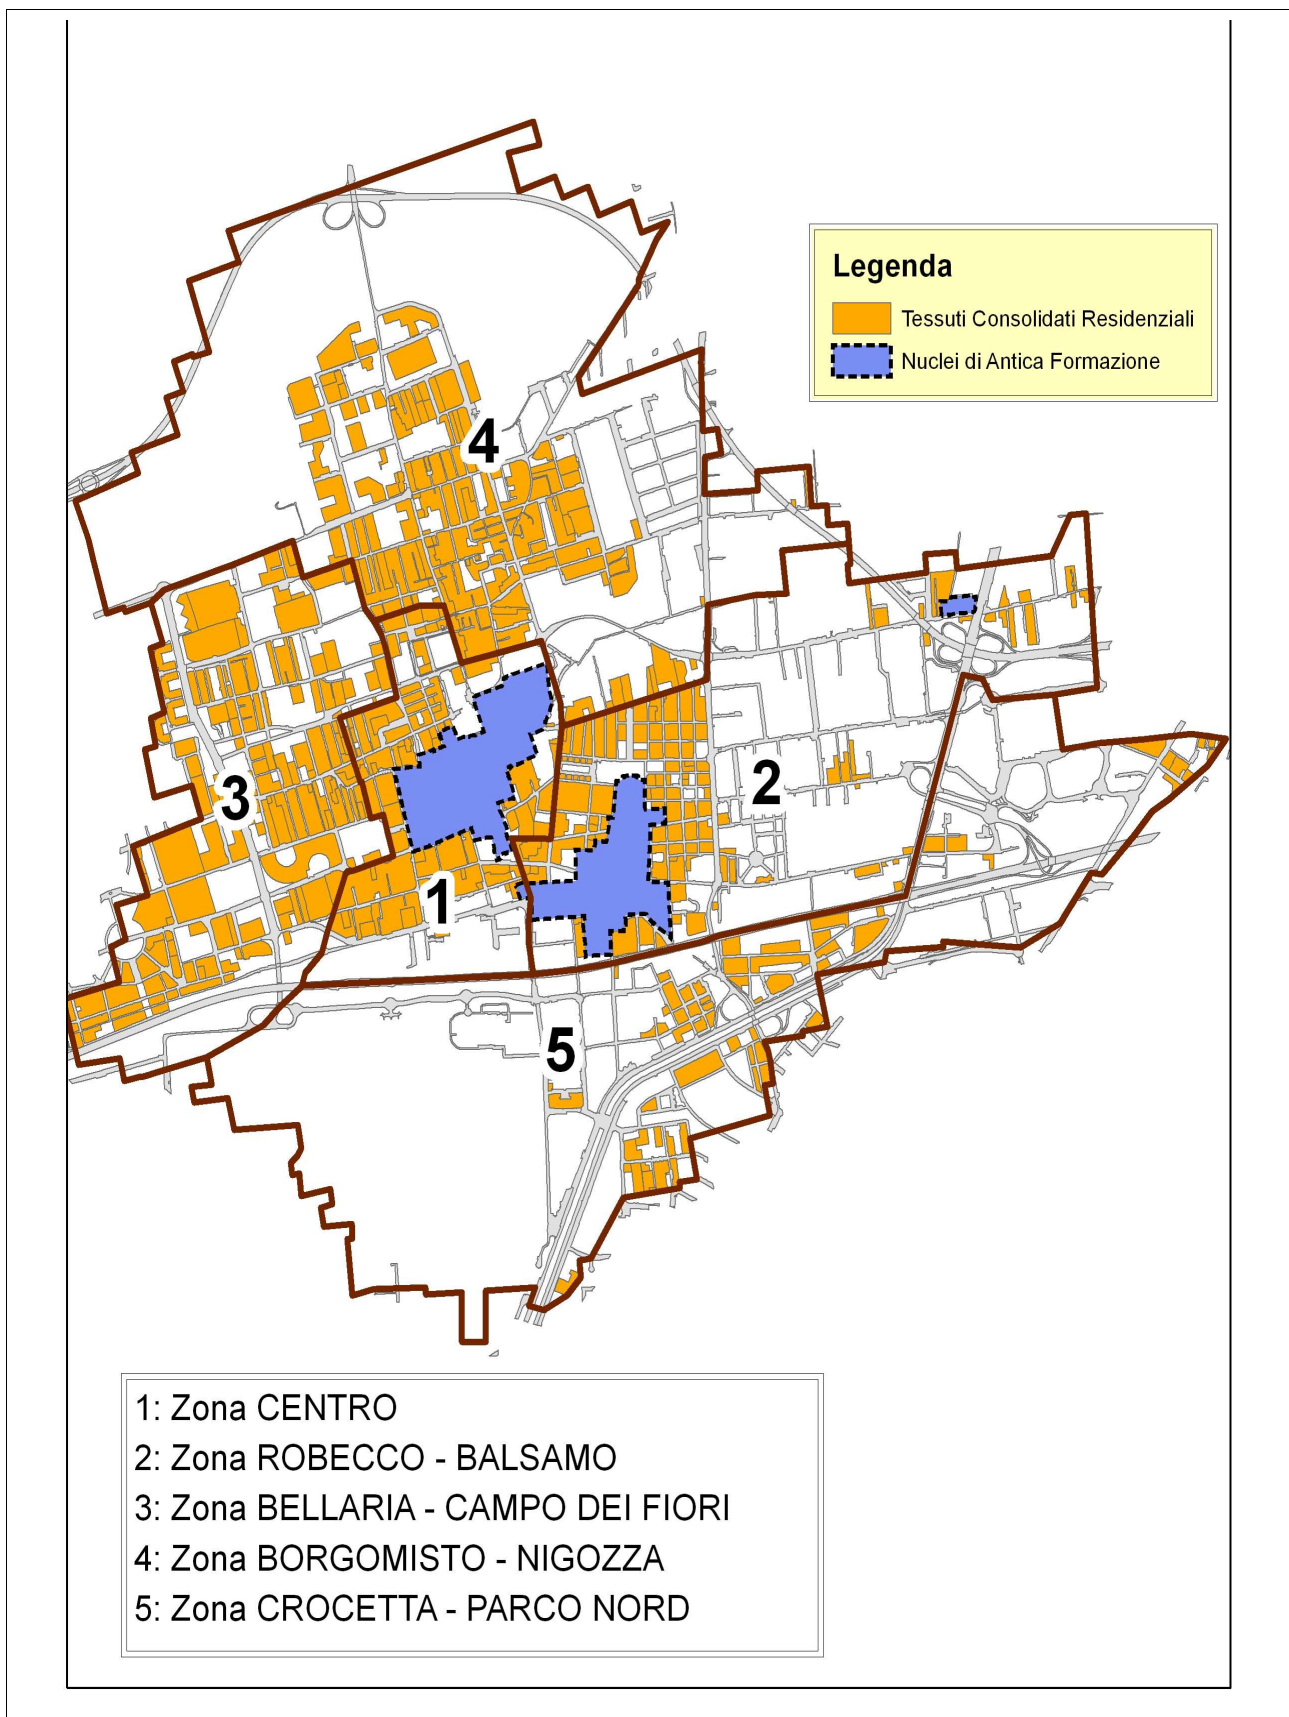 Legenda
Tessuti Consolidati Residenziali
Nuclei di Antica Formazione
4
2
3
1
5
1: Zona CENTRO
2: Zona ROBECCO - BALSAMO
3: Zona BELLARIA - CAMPO DEI FIORI
4: Zona BORGOMISTO - NIGOZZA
5: Zona CROCETTA - PARCO NORD